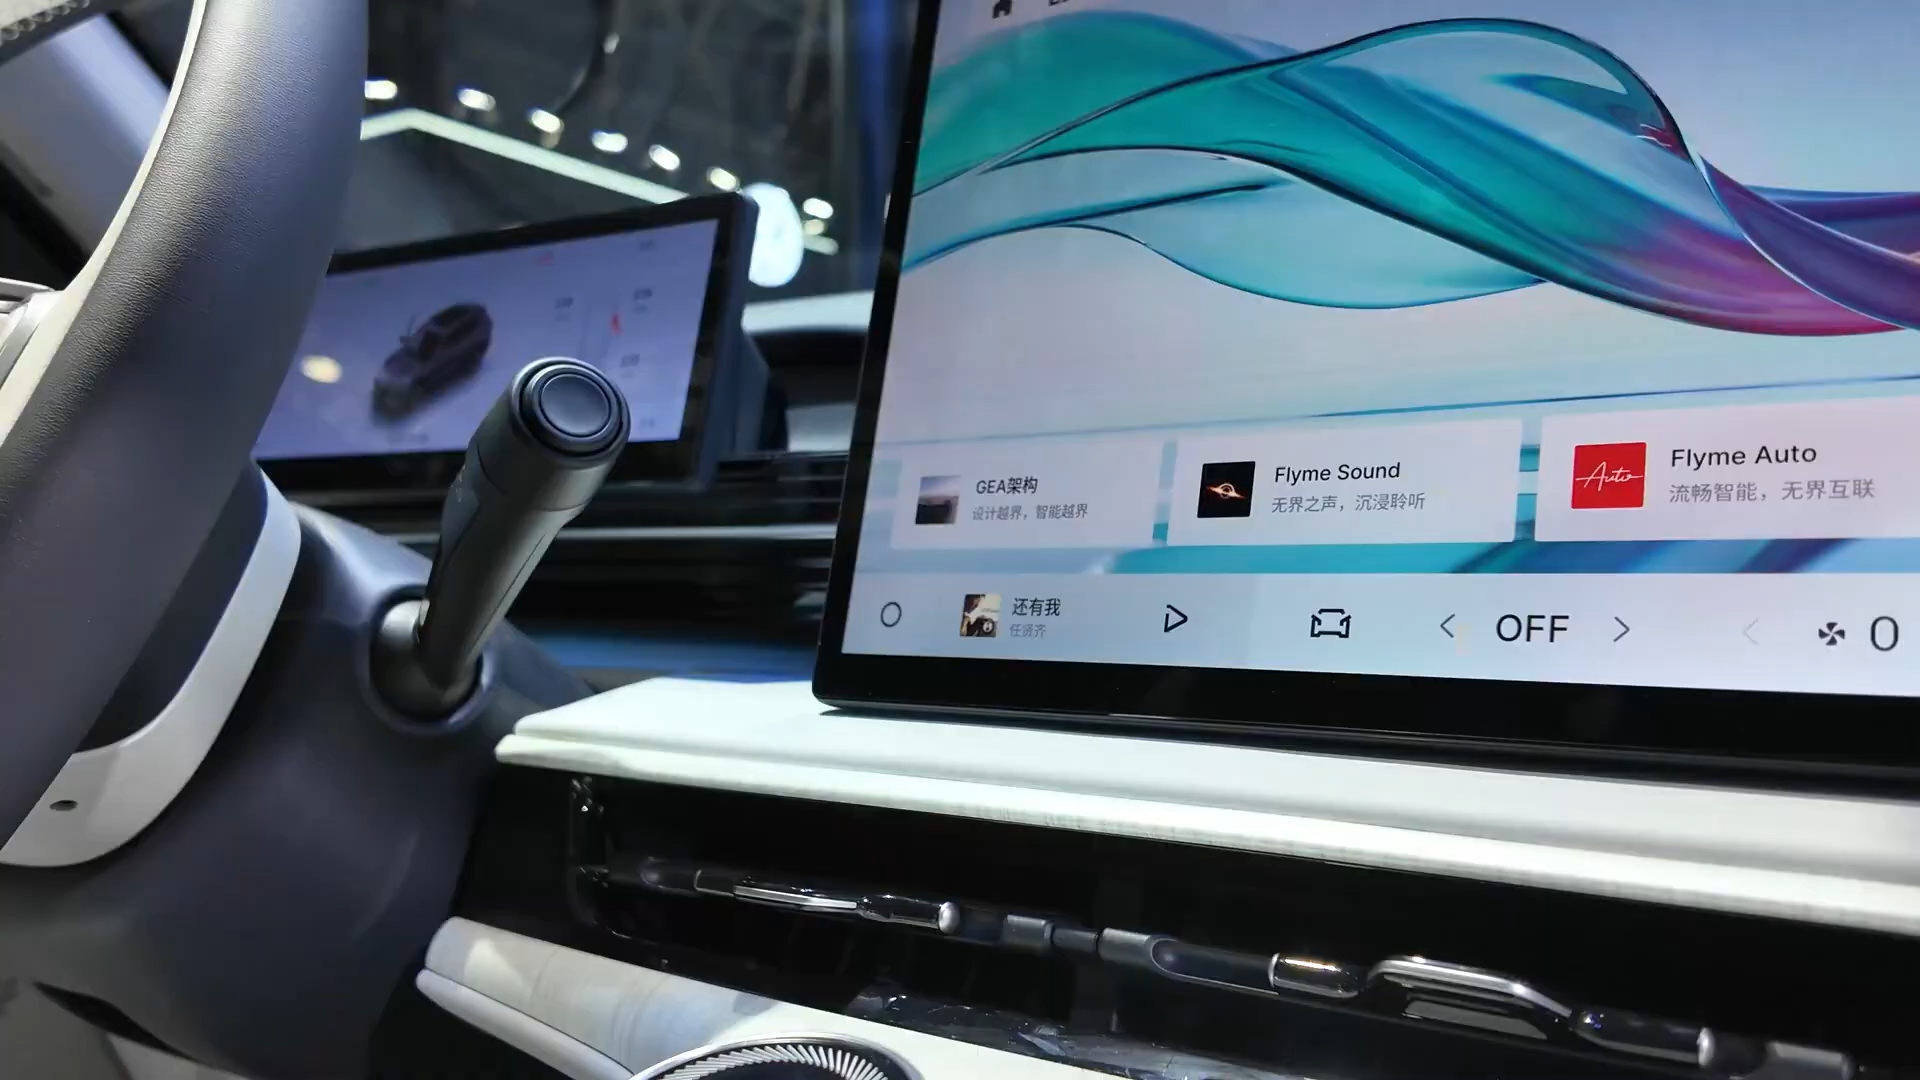 GEA架构
设计越界，智能越界
Flyme Sound
无界之声，沉浸聆听
Auto
Flyme Auto
流畅智能，无界互联
还有我
任贤齐
OFF
0